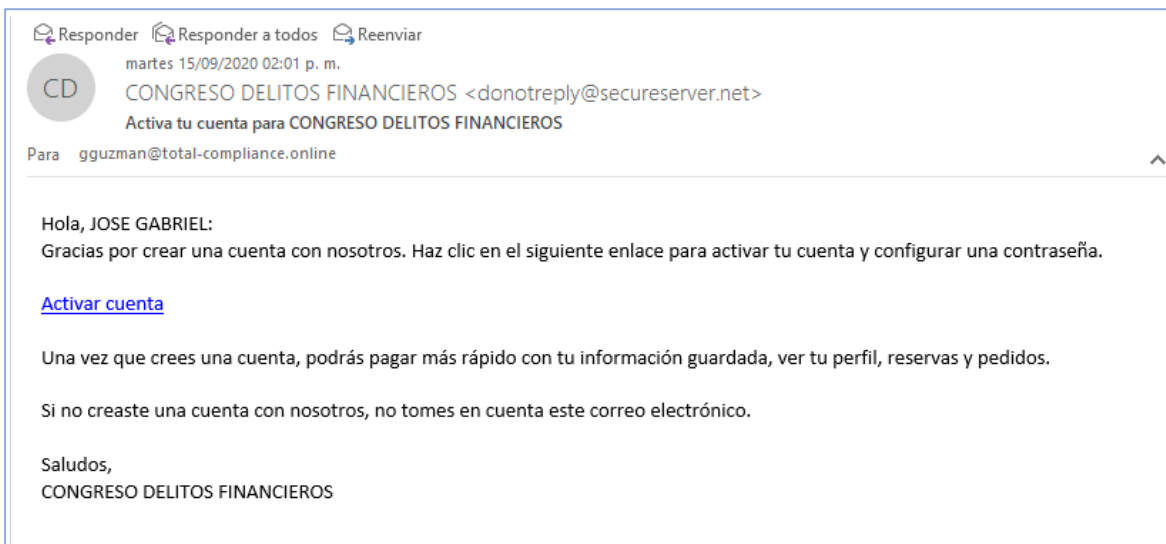 Responder Responder a todos Reenviar
martes 15/09/2020 02:01 p. m.
CD
CONGRESO DELITOS FINANCIEROS <donotreply@secureserver.net>
Activa tu cuenta para CONGRESO DELITOS FINANCIEROS
Para gguzman@total-compliance.online
Hola, JOSE GABRIEL:
Gracias por crear una cuenta con nosotros. Haz clic en el siguiente enlace para activar tu cuenta y configurar una contraseña.
Activar cuenta
Una vez que crees una cuenta, podrás pagar más rápido con tu información guardada, ver tu perfil, reservas y pedidos.
Si no creaste una cuenta con nosotros, no tomes en cuenta este correo electrónico.
Saludos,
CONGRESO DELITOS FINANCIEROS